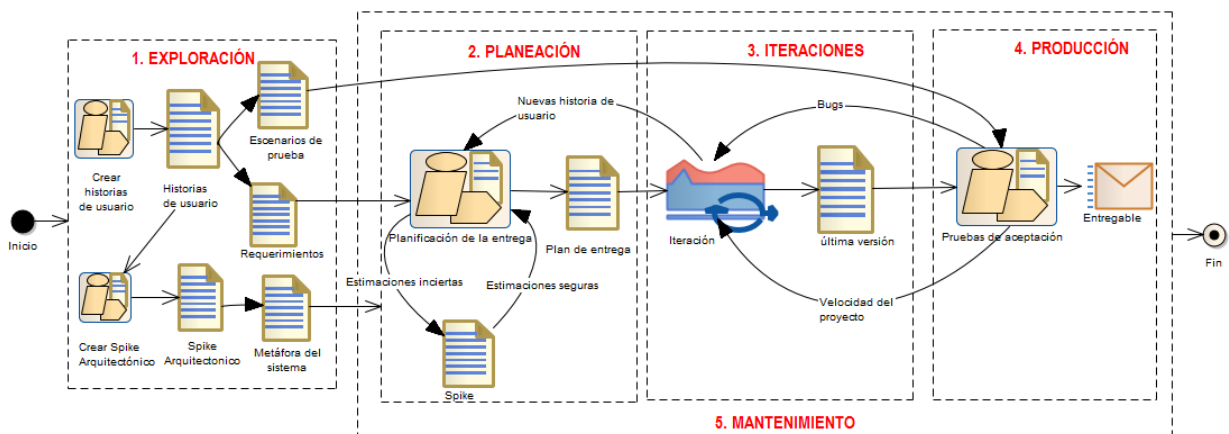 Inicio
1. EXPLORACIÓN
Crear
historias
de usuario
Historias
de usuario
Escenarios de
prueba
Requerimientos
Crear Spike
Arquitectónico
Spike
Arquitectonico
Metáfora del
sistema
2. PLANEACIÓN
Nuevas historia de
usuario
Planificación de la entrega
Plan de entrega
Estimaciones inciertas
Estimaciones seguras
Spike
3. ITERACIONES
Bugs
Iteración
última versión
Velocidad del
proyecto
4. PRODUCCIÓN
Pruebas de aceptación
Entregable
5. MANTENIMIENTO
Fin